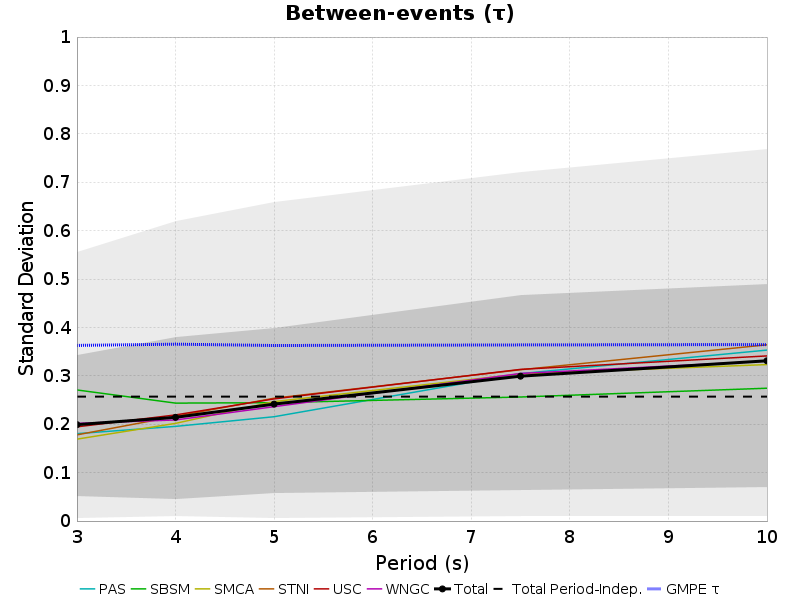 Between-events (τ)
Standard Deviation
1
0.9
0.8
0.7
0.6
0.5
0.4
0.3
0.2
0.1
0
3 4 5 6 7 8 9 10
Period (s)
PAS SBSM SMCA STNI USC WNGC Total Total Period-Indep. GMPE τ